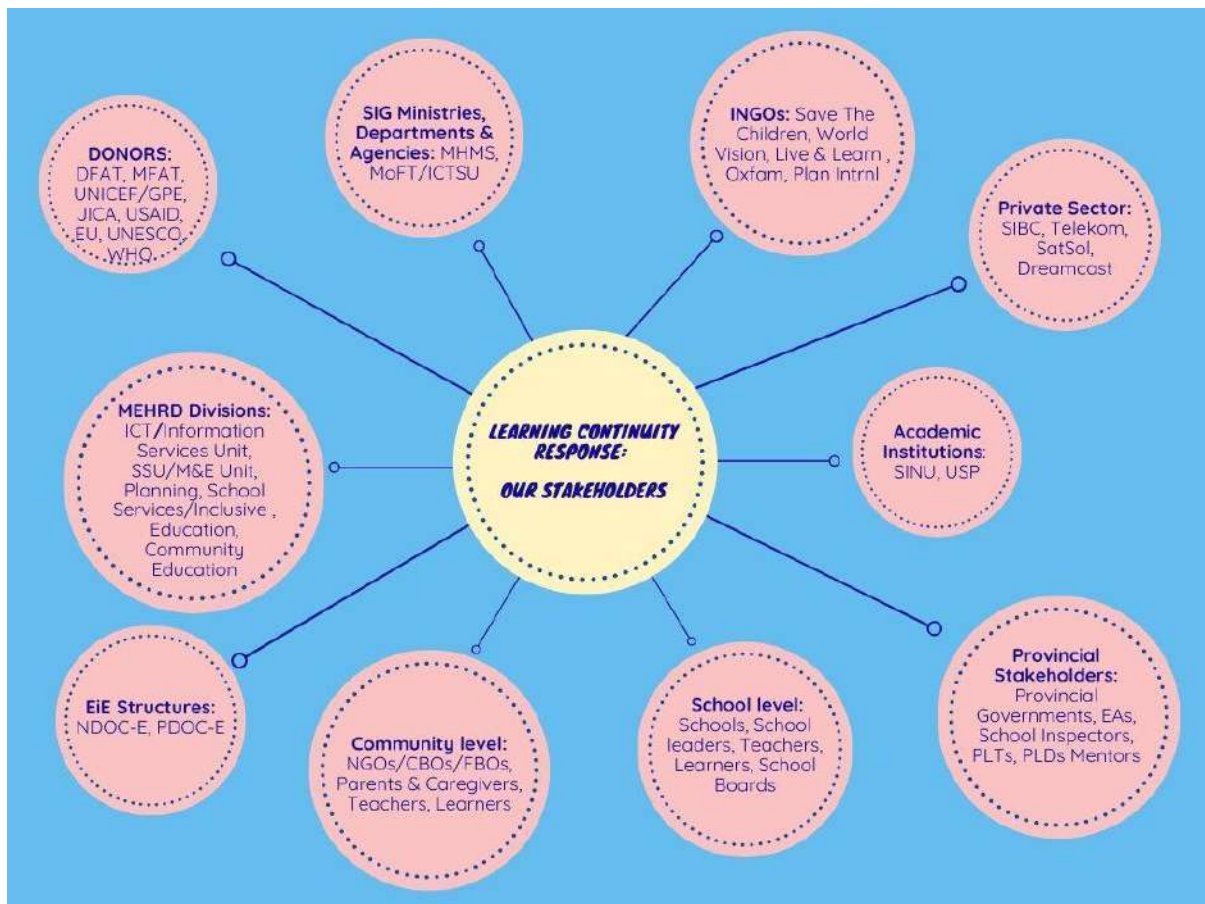 DONORS:
DFAT, MFAT,
UNICEF/GPE,
JICA, USAID,
EU, UNESCO,
WHO
SIG Ministries,
Departments &
Agencies: MHMS,
MoFT/ICTSU
INGOs: Save The
Children, World
Vision, Live & Learn ,
Oxfam, Plan Intrnl
Private Sector:
SIBC, Telekom,
SatSol,
Dreamcast
MEHRD Divisions:
ICT/Information
Services Unit,
SSU/M&E Unit,
Planning, School
Services/Inclusive ,
Education,
Community
Education
LEARNING CONTINUITY
RESPONSE:
OUR STAKEHOLDERS
Academic
Institutions:
SINU, USP
EiE Structures:
NDOC-E, PDOC-E
Community level:
NGOs/CBOs/FBOs,
Parents & Caregivers,
Teachers, Learners
School level:
Schools, School
leaders, Teachers,
Learners, School
Boards
Provincial
Stakeholders:
Provincial
Governments, EAs,
School Inspectors,
PLTs, PLDs Mentors